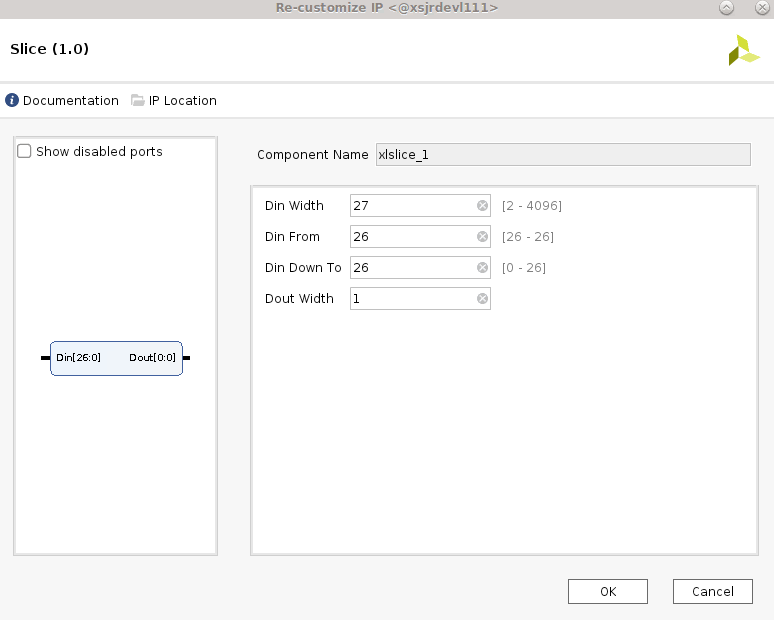 Re-customize IP <@xsjrdevl111>
Slice (1.0)
Documentation IP Location
Show disabled ports
Component Name xlslice_1
Din Width 27 [2 - 4096]
Din From 26 [26 - 26]
Din Down To 26 [0 - 26]
Dout Width 1
Din[26:0] Dout[0:0]
OK Cancel